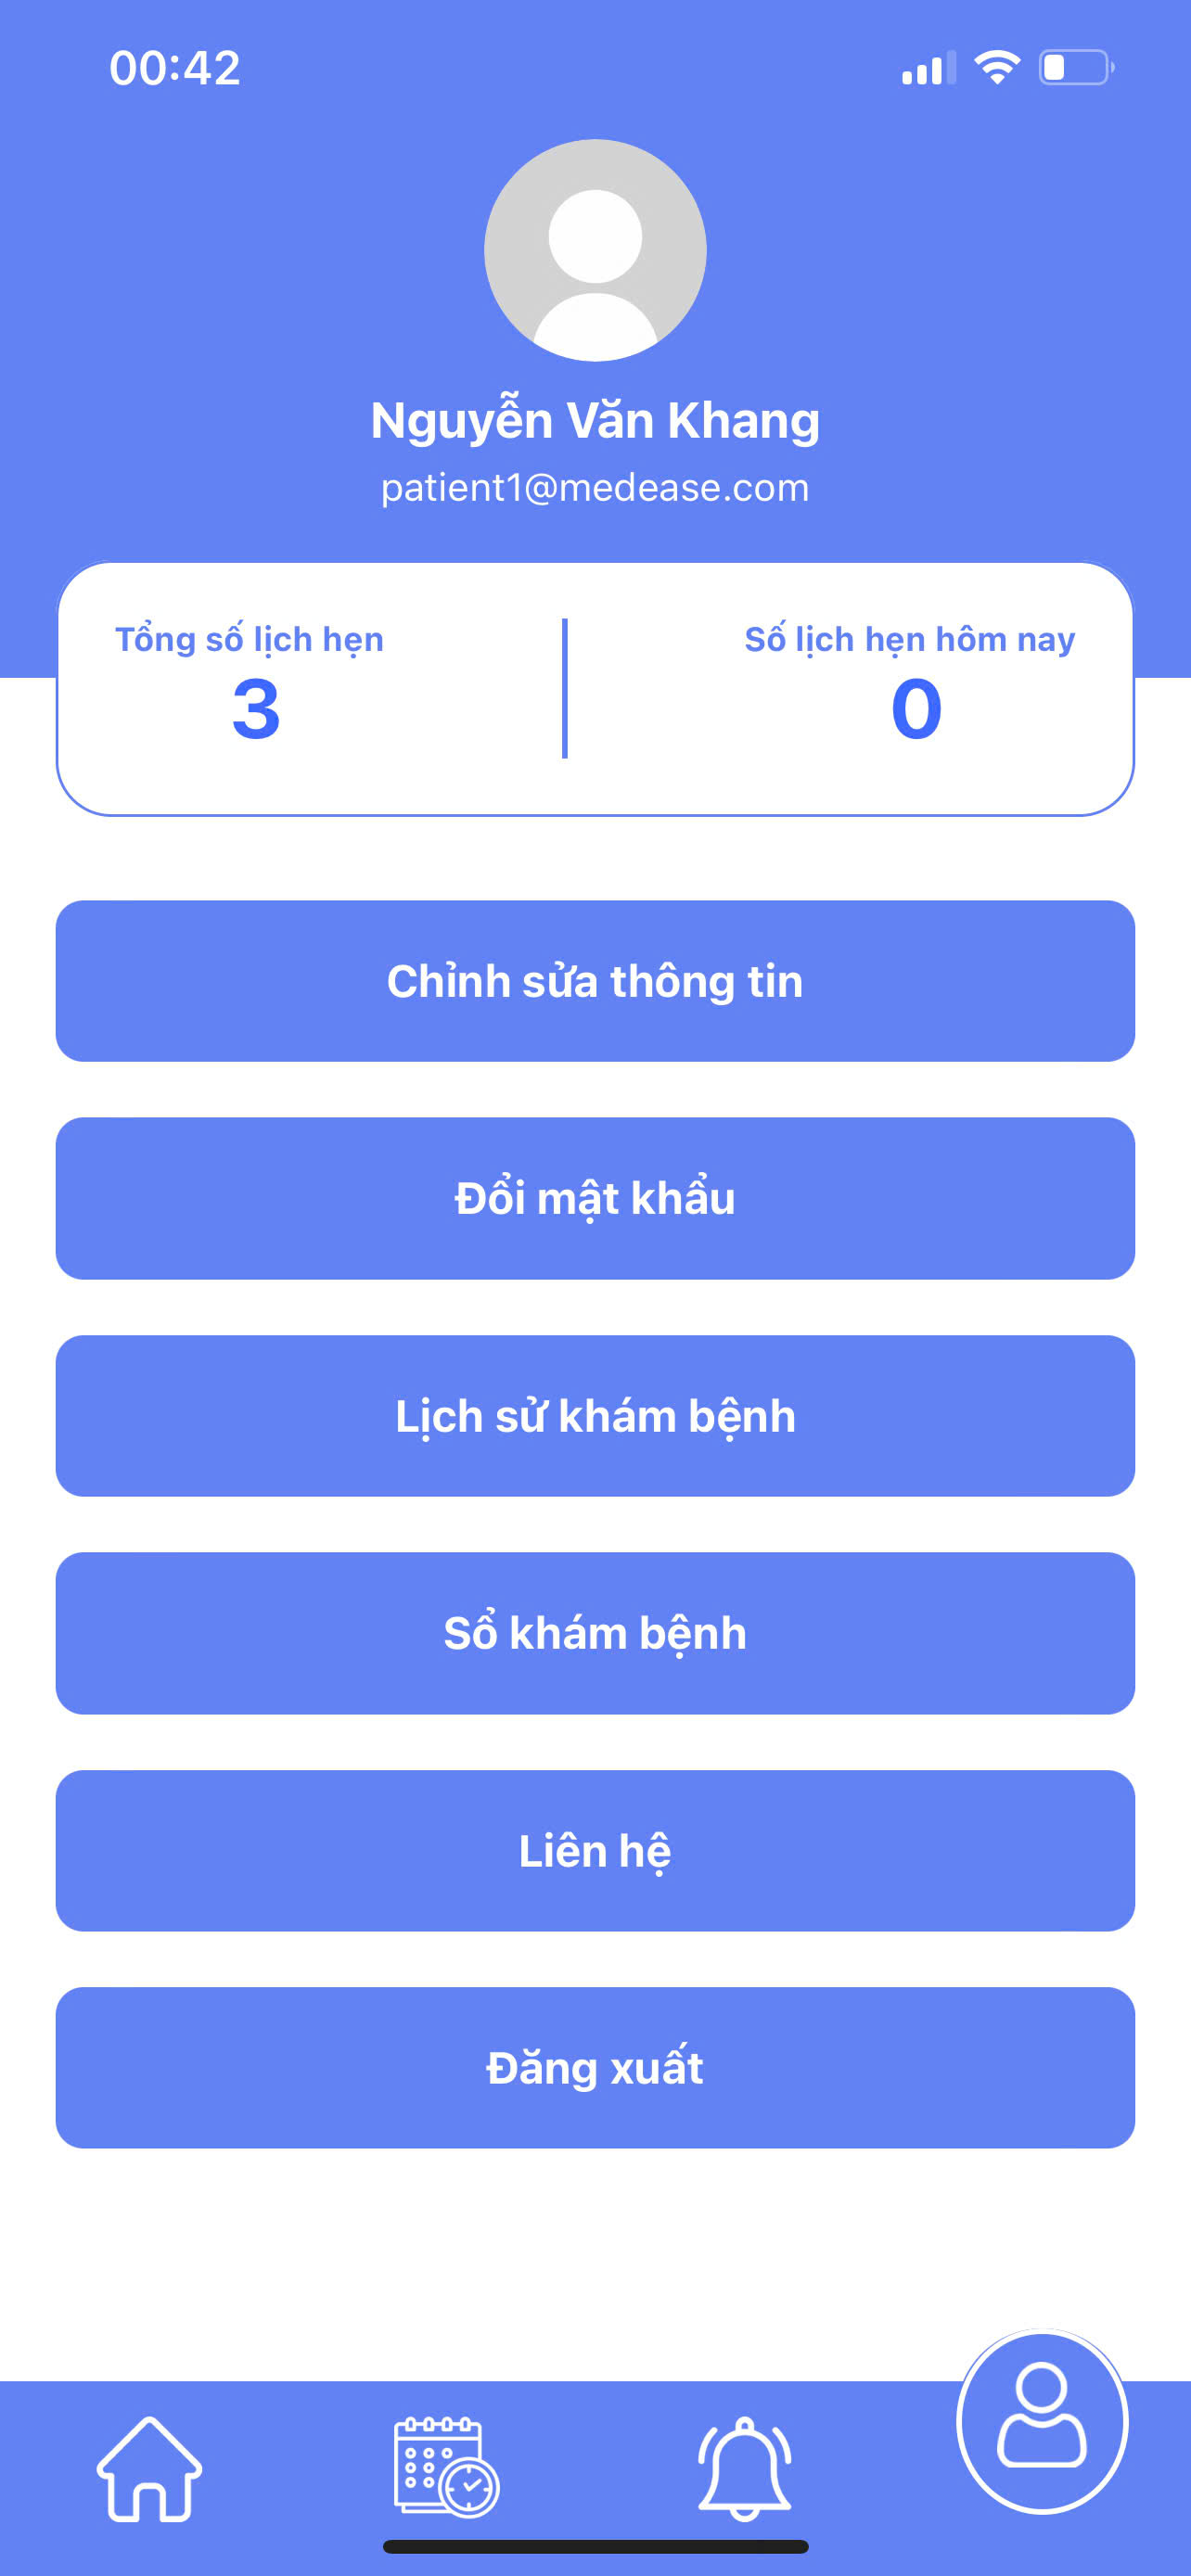 00:42
Nguyễn Văn Khang
patient1@medease.com
Tổng số lịch hẹn
3
Số lịch hẹn hôm nay
0
Chỉnh sửa thông tin
Đổi mật khẩu
Lịch sử khám bệnh
Sổ khám bệnh
Liên hệ
Đăng xuất